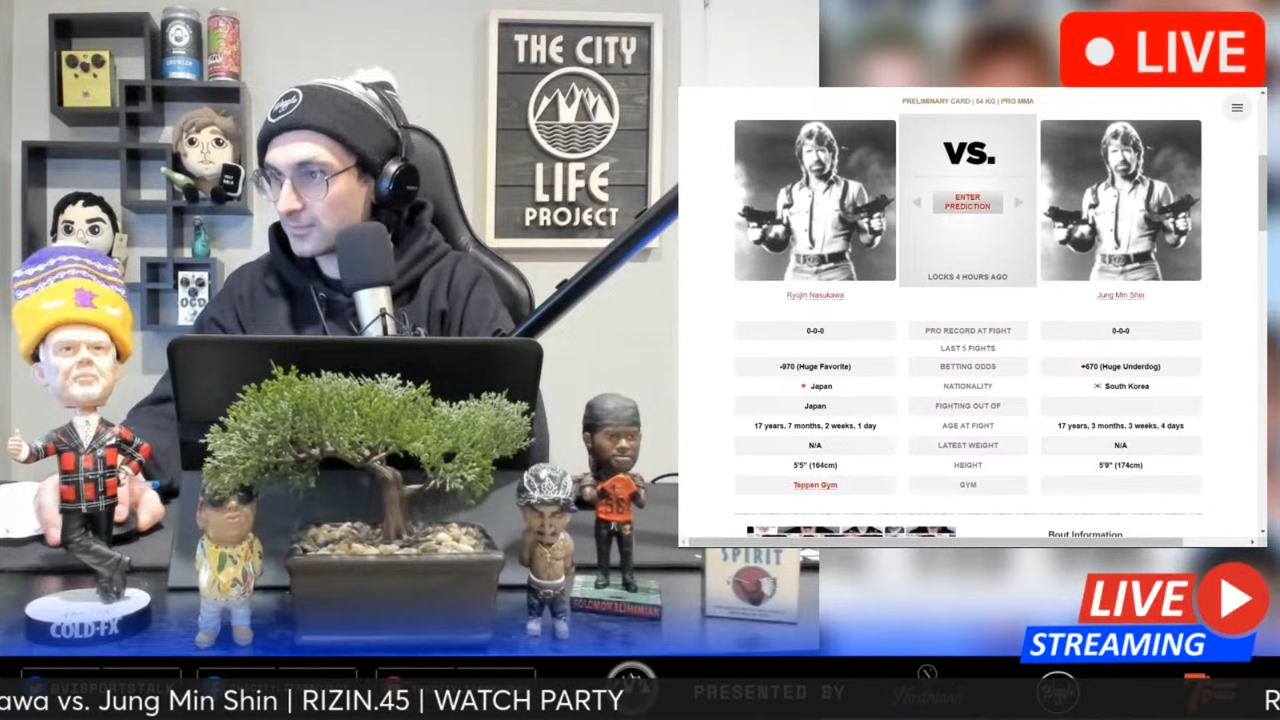 LIVE
THE CITY
LIFE
PROJECT
PRELIMINARY CARD | 64 KG | PRO MMA
VS.
ENTER
PREDICTION
LOCKS 4 HOURS AGO
Ryujin Nasukawa
Jung Min Shin
0-0-0 PRO RECORD AT FIGHT 0-0-0
LAST 5 FIGHTS
-970 (Huge Favorite) BETTING ODDS +670 (Huge Underdog)
Japan NATIONALITY South Korea
Japan FIGHTING OUT OF
17 years, 7 months, 2 weeks, 1 day AGE AT FIGHT 17 years, 3 months, 3 weeks, 4 days
N/A LATEST WEIGHT N/A
5'5" (164cm) HEIGHT 5'9" (174cm)
Teppen Gym GYM
Bout Information
OCD
SPIRIT
SOLOMON ELIMIMIAN
COLD-FX
LIVE
STREAMING
PRESENTED BY
Northland
awa vs. Jung Min Shin | RIZIN.45 | WATCH PARTY
R